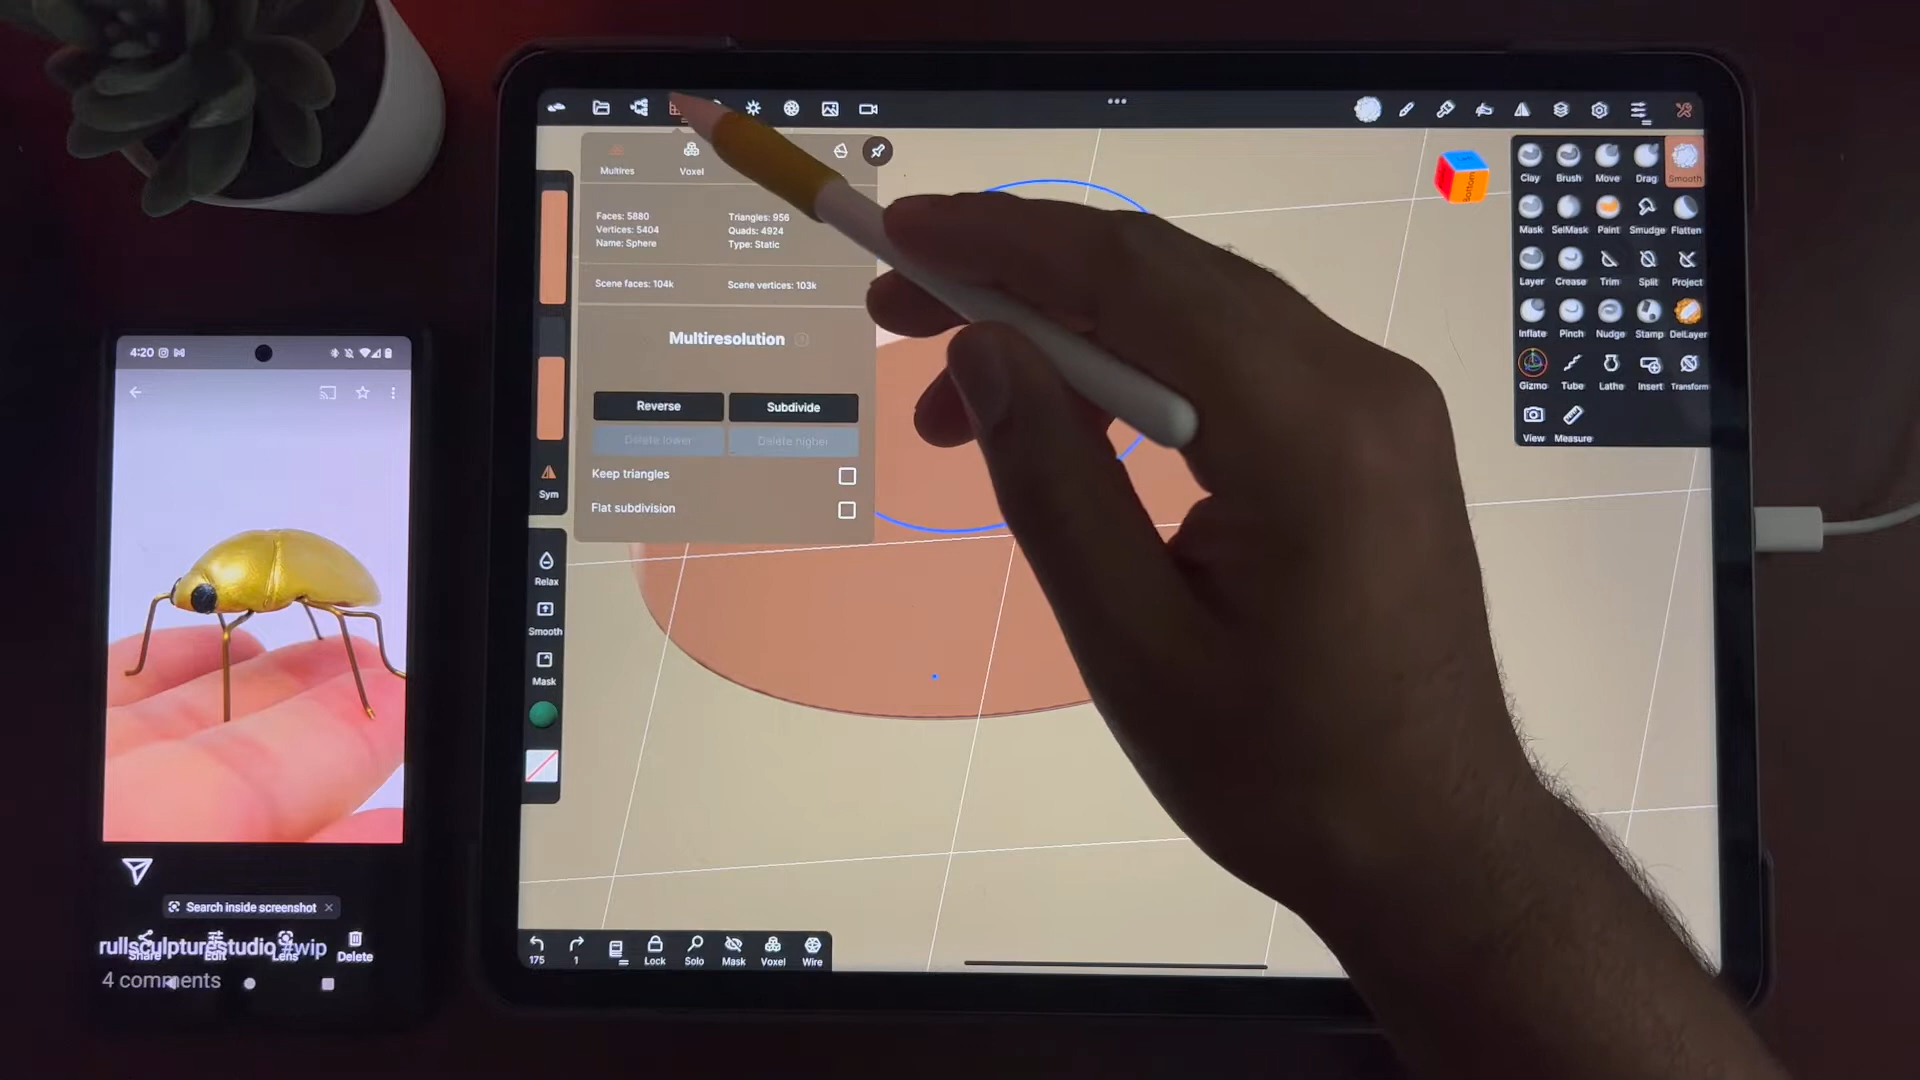 4:20
rullsculpturestudio #wip
4 comments
Search inside screenshot
Share
Edit
Lens
Delete
Multires
Voxel
Faces: 5880
Vertices: 5404
Name: Sphere
Triangles: 956
Quads: 4924
Type: Static
Scene faces: 104k
Scene vertices: 103k
Multiresolution
Reverse
Subdivide
Delete lower
Delete higher
Keep triangles
Flat subdivision
Sym
Relax
Smooth
Mask
175
1
Lock
Solo
Mask
Voxel
Wire
Bottom
Clay
Brush
Move
Drag
Smooth
Mask
SelMask
Paint
Smudge
Flatten
Layer
Crease
Trim
Split
Project
Inflate
Pinch
Nudge
Stamp
DelLayer
Gizmo
Tube
Lathe
Insert
Transform
View
Measure